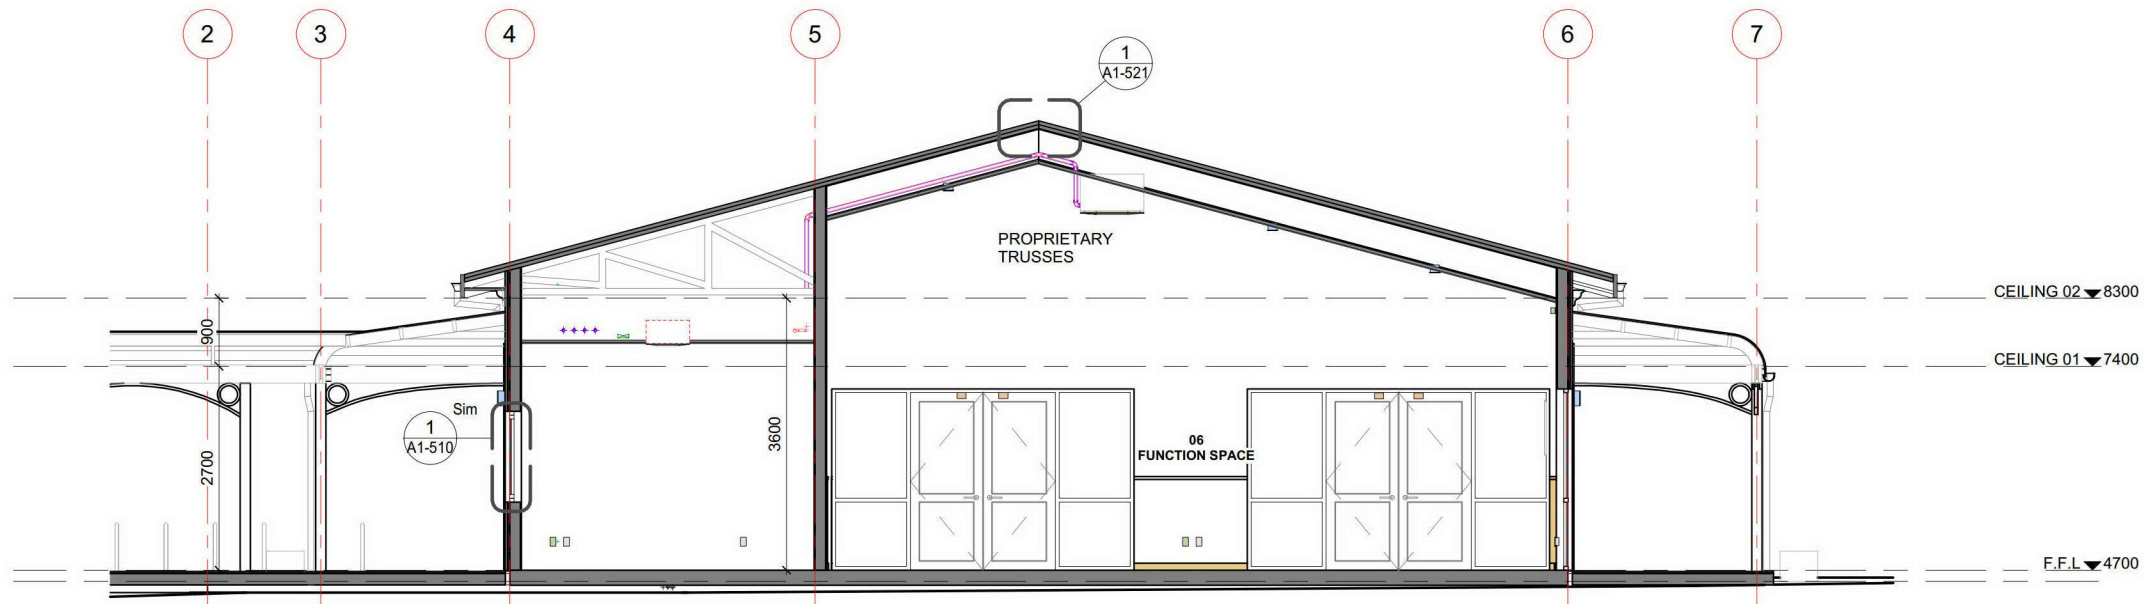 2
3
4
5
6
7
1
A1-521
PROPRIETARY
TRUSSES
CEILING 02 8300
900
CEILING 01 7400
Sim
1
A1-510
2700
3600
06
FUNCTION SPACE
F.F.L 4700